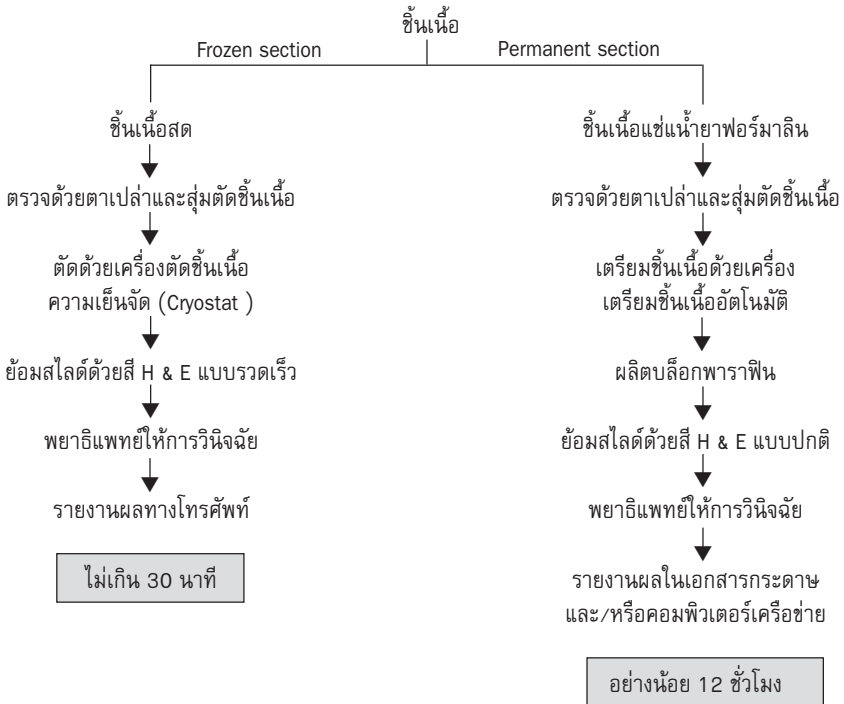 ชิ้นเนื้อ
Frozen section
Permanent section
ชิ้นเนื้อสด
ตรวจด้วยตาเปล่าและสุ่มตัดชิ้นเนื้อ
ตัดด้วยเครื่องตัดชิ้นเนื้อ
ความเย็นจัด (Cryostat )
ย้อมสไลด์ด้วยสี H & E แบบรวดเร็ว
พยาธิแพทย์ให้การวินิจฉัย
รายงานผลทางโทรศัพท์
ไม่เกิน 30 นาที
ชิ้นเนื้อแช่แน้ำยาฟอร์มาลิน
ตรวจด้วยตาเปล่าและสุ่มตัดชิ้นเนื้อ
เตรียมชิ้นเนื้อด้วยเครื่อง
เตรียมชิ้นเนื้ออัตโนมัติ
ผลิตบล็อกพาราฟิน
ย้อมสไลด์ด้วยสี H & E แบบปกติ
พยาธิแพทย์ให้การวินิจฉัย
รายงานผลในเอกสารกระดาษ
และ/หรือคอมพิวเตอร์เครือข่าย
อย่างน้อย 12 ชั่วโมง